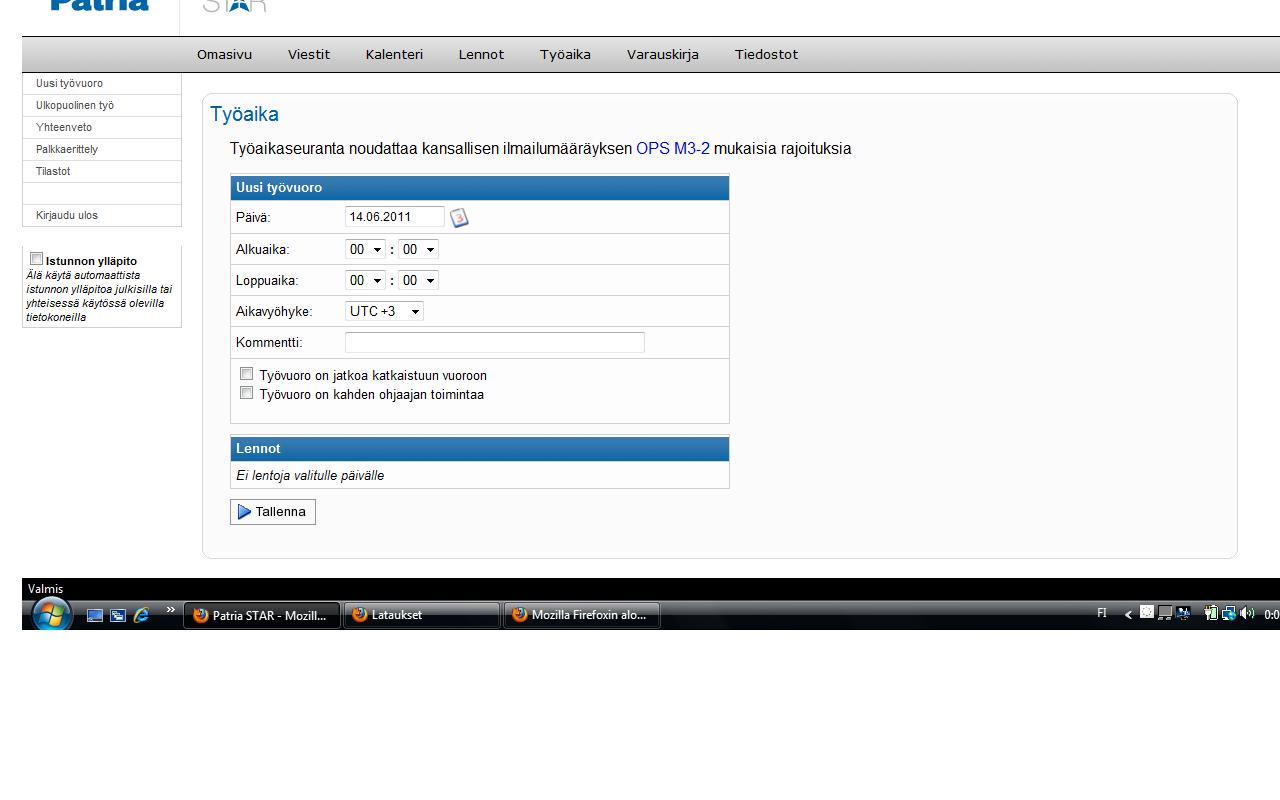 Patria STAR
Omasivu Viestit Kalenteri Lennot Työaika Varauskirja Tiedostot
Uusi työvuoro
Ulkopuolinen työ
Yhteenveto
Palkkaerittely
Tilastot
Kirjaudu ulos
Istunnon ylläpito
Älä käytä automaattista
istunnon ylläpitoa julkisilla tai
yhteisessä käytössä olevilla
tietokoneilla
Työaika
Työaikaseuranta noudattaa kansallisen ilmailumääräyksen OPS M3-2 mukaisia rajoituksia
Uusi työvuoro
Päivä: 14.06.2011 3
Alkuaika: 00 : 00
Loppuaika: 00 : 00
Aikavyöhyke: UTC +3
Kommentti:
Työvuoro on jatkoa katkaistuun vuoroon
Työvuoro on kahden ohjaajan toimintaa
Lennot
Ei lentoja valitulle päivälle
Tallenna
Valmis
» Patria STAR - Mozill... Lataukset Mozilla Firefoxin alo... FI < 0:0